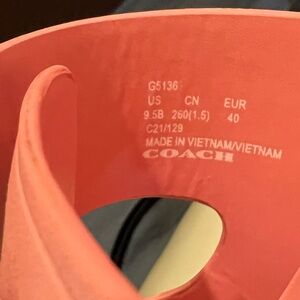 G5136
US CN EUR
9.5B 260(1.5) 40
C21/129
MADE IN VIETNAM/VIETNAM
COACH